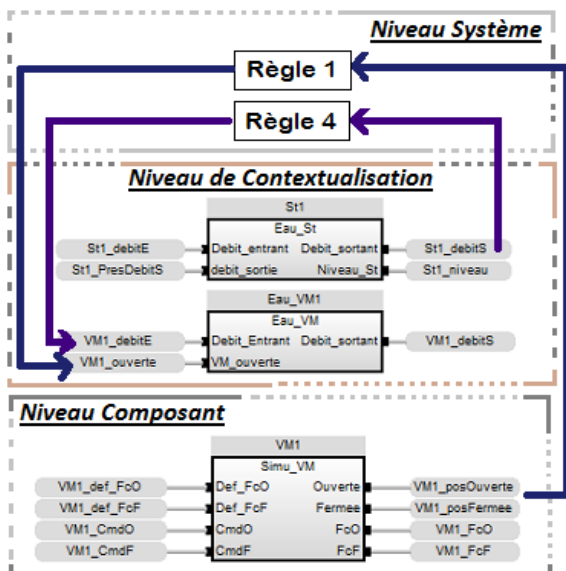 Niveau Système
Règle 1
Règle 4
Niveau de Contextualisation
St1
Eau_St
St1_debitE Debit_entrant Debit_sortant St1_debitS
St1_PresDebitS debit_sortie Niveau_St St1_niveau
Eau_VM1
Eau_VM
VM1_debitE Debit_Entrant Debit_sortant VM1_debitS
VM1_ouverte VM_ouverte
Niveau Composant
VM1
Simu_VM
VM1_def_FcO Def_FcO Ouverte VM1_posOuverte
VM1_def_FcF Def_FcF Fermee VM1_posFermee
VM1_CmdO CmdO FcO VM1_FcO
VM1_CmdF CmdF FcF VM1_FcF